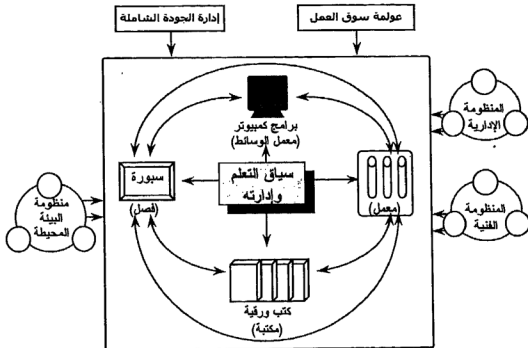 عولمة سوق العمل
إدارة الجودة الشاملة
برامج كمبيوتر
(معمل الوسائط)
المنظومة
الإدارية
سبورة
(فصل)
سياق التعلم
وإدارته
(معمل)
منظومة
البيئة
المحيطة
المنظومة
الفنية
كتب ورقية
(مكتبة)